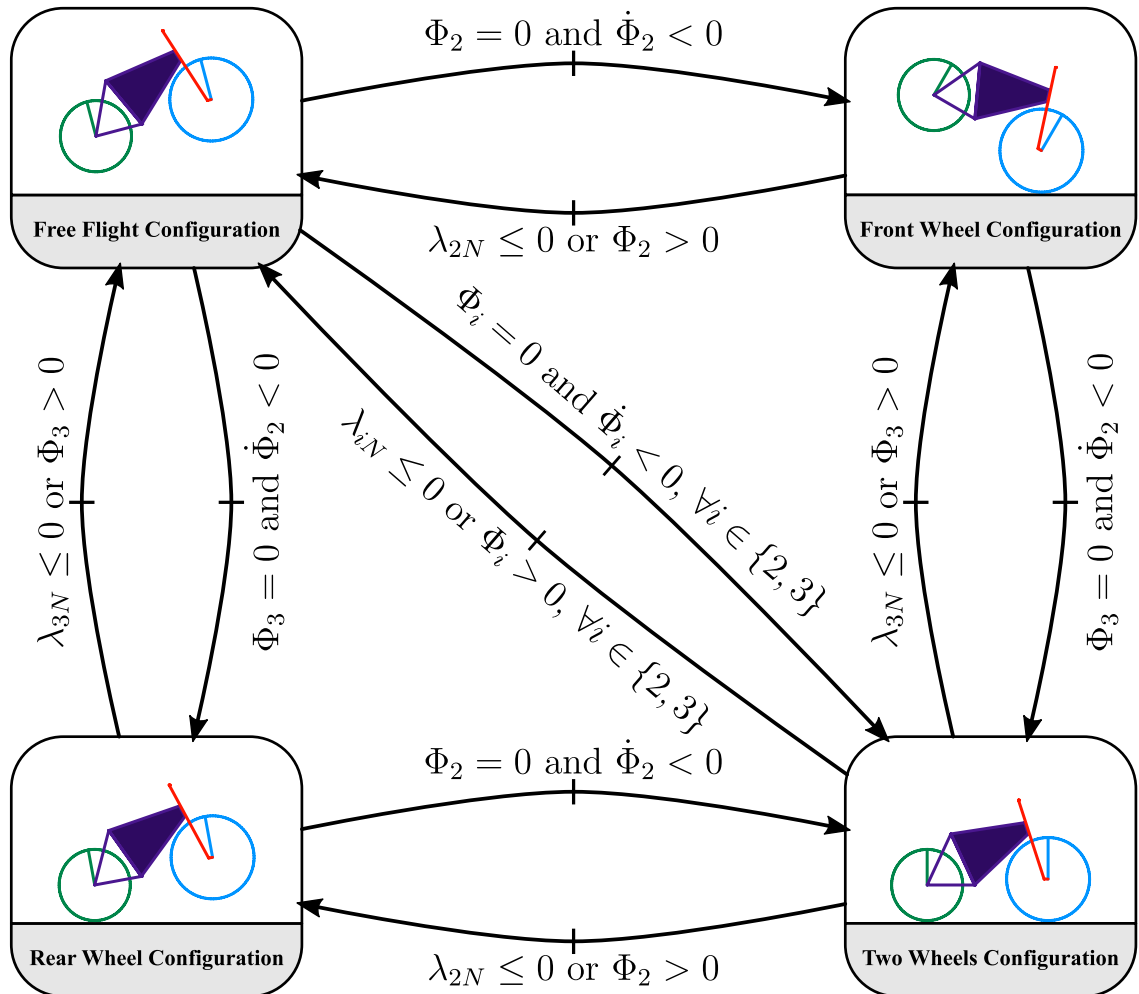 Φ₂ = 0 and Φ̇₂ < 0
λ₂N ≤ 0 or Φ₂ > 0
Free Flight Configuration
Front Wheel Configuration
Φᵢ = 0 and Φ̇ᵢ < 0, ∀i ∈ {2, 3}
λᵢN ≤ 0 or Φᵢ > 0, ∀i ∈ {2, 3}
λ₃N ≤ 0 or Φ₃ > 0
Φ₃ = 0 and Φ̇₂ < 0
λ₃N ≤ 0 or Φ₃ > 0
Φ₃ = 0 and Φ̇₂ < 0
Φ₂ = 0 and Φ̇₂ < 0
λ₂N ≤ 0 or Φ₂ > 0
Rear Wheel Configuration
Two Wheels Configuration